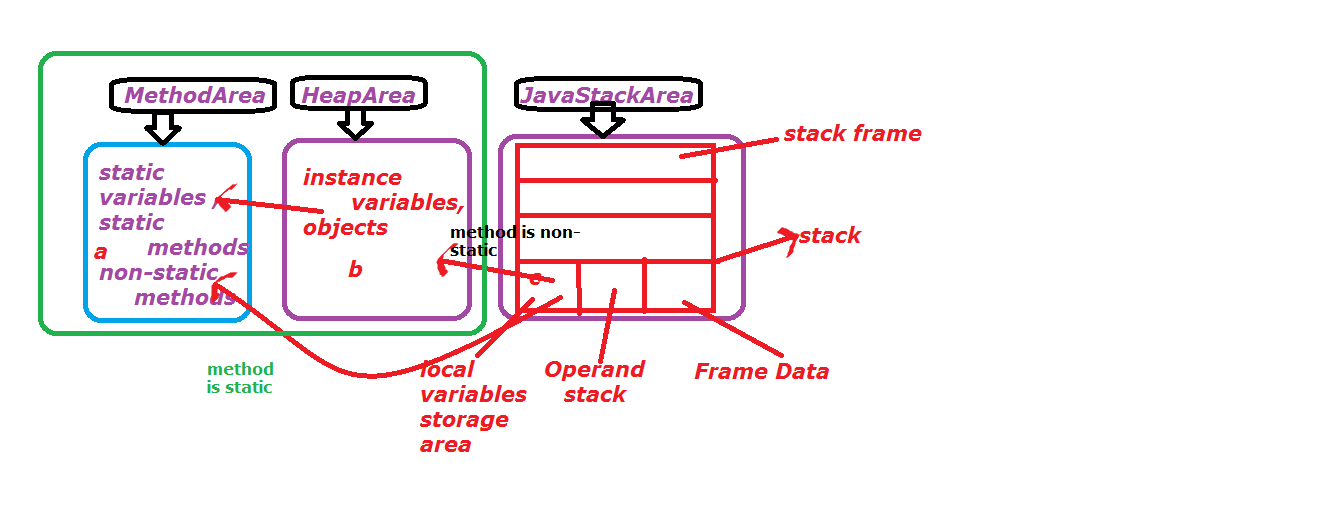 MethodArea
HeapArea
JavaStackArea
stack frame
static
variables
static
a methods
non-static
methods
instance
variables,
objects
b
method is non-
static
c
stack
method
is static
local
variables
storage
area
Operand
stack
Frame Data